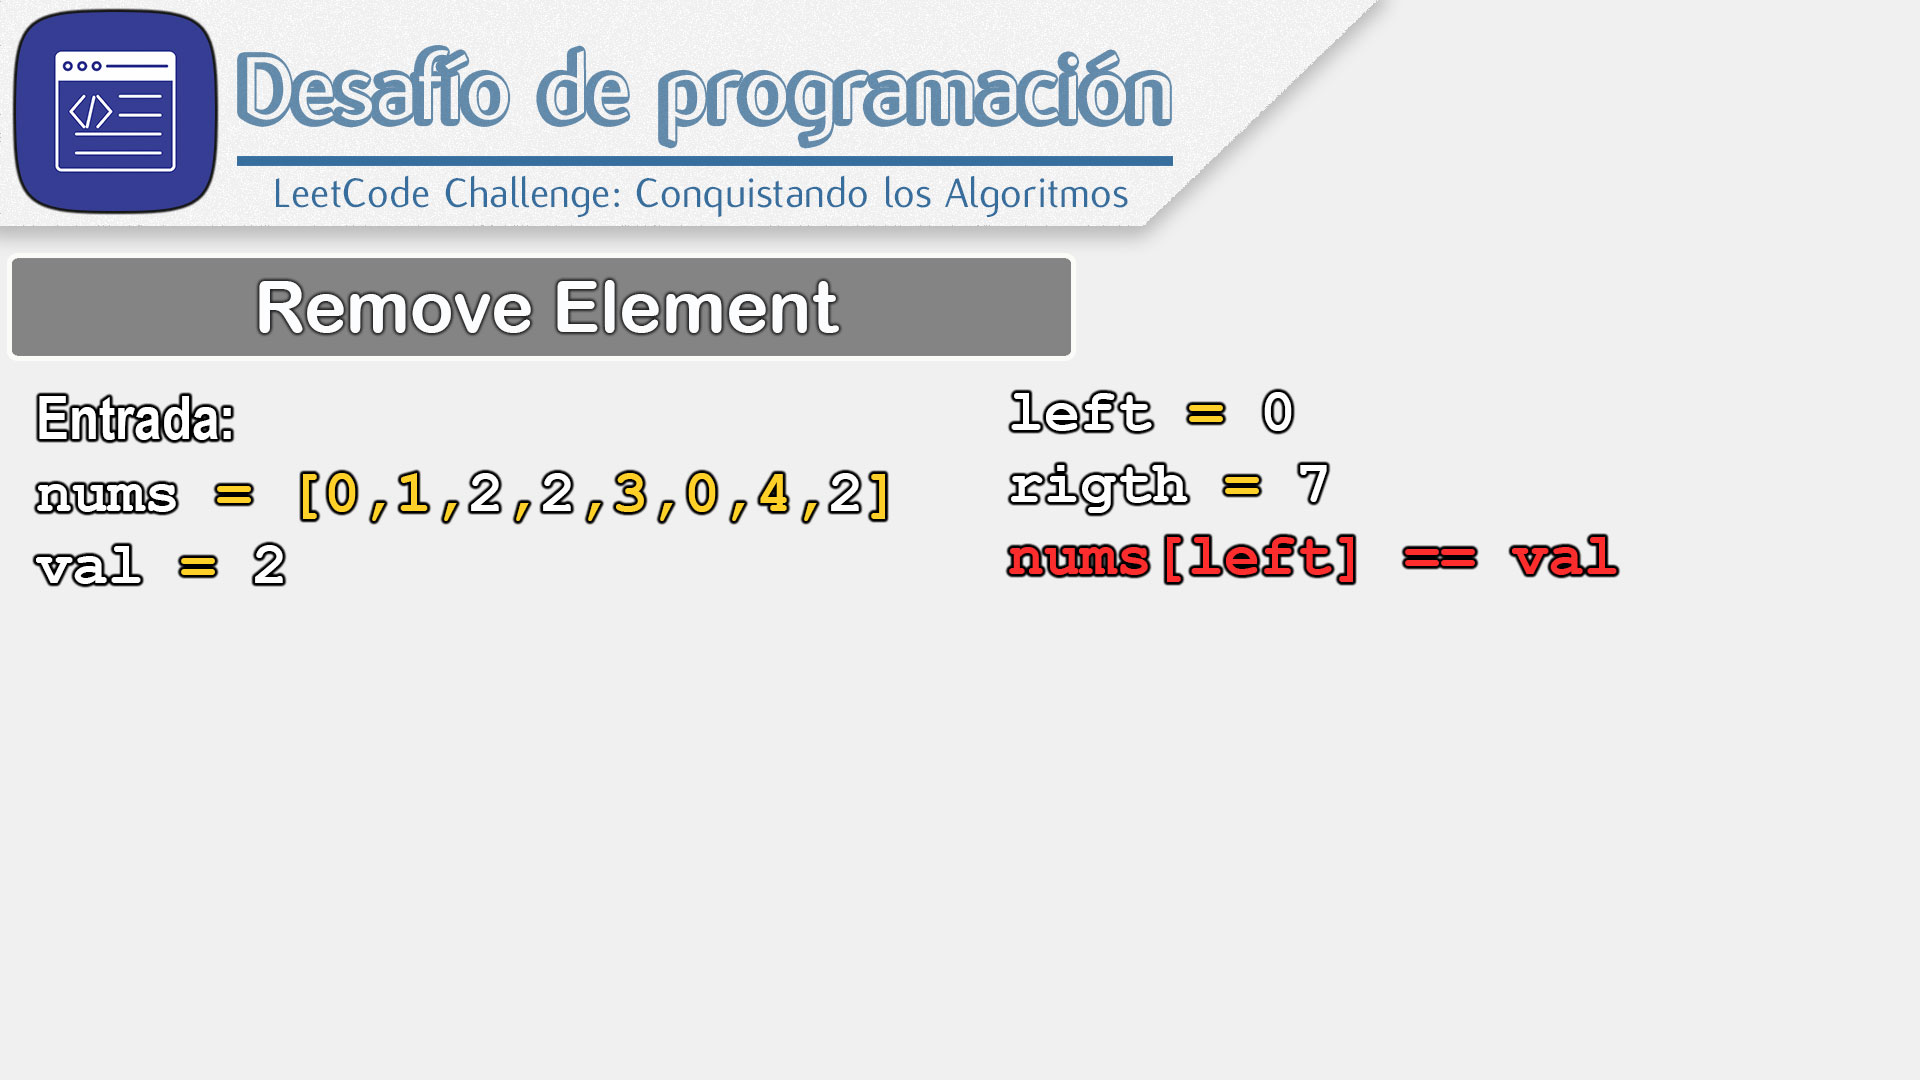 Desafío de programación
LeetCode Challenge: Conquistando los Algoritmos
Remove Element
Entrada:
nums = [0,1,2,2,3,0,4,2]
val = 2
left = 0
rigth = 7
nums[left] == val